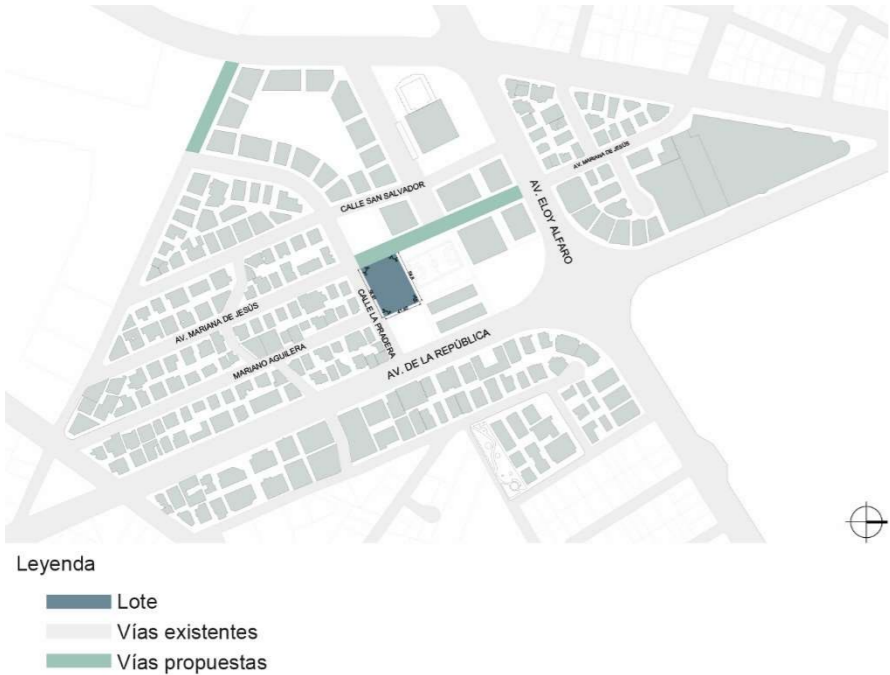 AV. MARIANA DE JESÚS
CALLE SAN SALVADOR
AV. ELOY ALFARO
CALLE LA PRADERA
AV. MARIANA DE JESÚS
MARIANO AGUILERA
AV. DE LA REPÚBLICA
Leyenda
Lote
Vías existentes
Vías propuestas